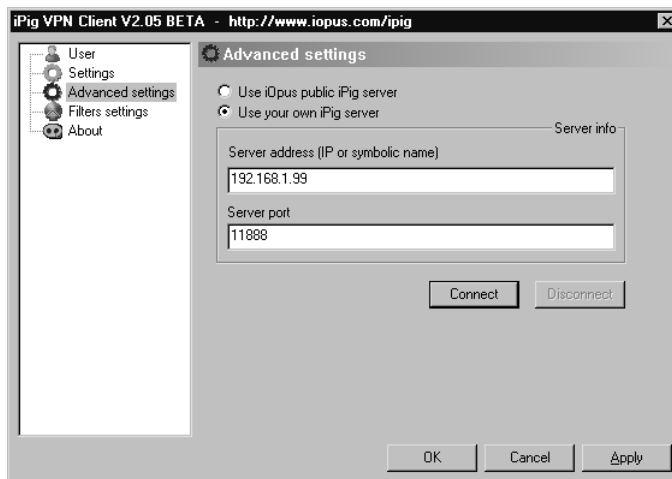 iPig VPN Client V2.05 BETA - http://www.iopus.com/ipig
User
Settings
Advanced settings
Filters settings
About
Advanced settings
Use iOpus public iPig server
Use your own iPig server
Server info
Server address (IP or symbolic name)
192.168.1.99
Server port
11888
Connect
Disconnect
OK
Cancel
Apply